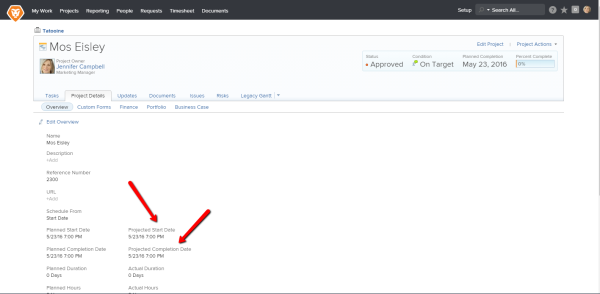 My Work Projects Reporting People Requests Timesheet Documents Setup Search All...
Tatooine
Mos Eisley
Edit Project Project Actions
Project Owner
Jennifer Campbell
Marketing Manager
Status Condition Planned Completion Percent Complete
Approved On Target May 23, 2016 0%
Tasks Project Details Updates Documents Issues Risks Legacy Gantt
Overview Custom Forms Finance Portfolio Business Case
Edit Overview
Name
Mos Eisley
Description
+Add
Reference Number
2200
URL
+Add
Schedule From
Start Date
Planned Start Date Projected Start Date
5/23/16 7:00 PM 5/23/16 7:00 PM
Planned Completion Date Projected Completion Date
5/23/16 7:00 PM 5/23/16 7:00 PM
Planned Duration Actual Duration
0 Days 0 Days
Planned Hours Actual Hours